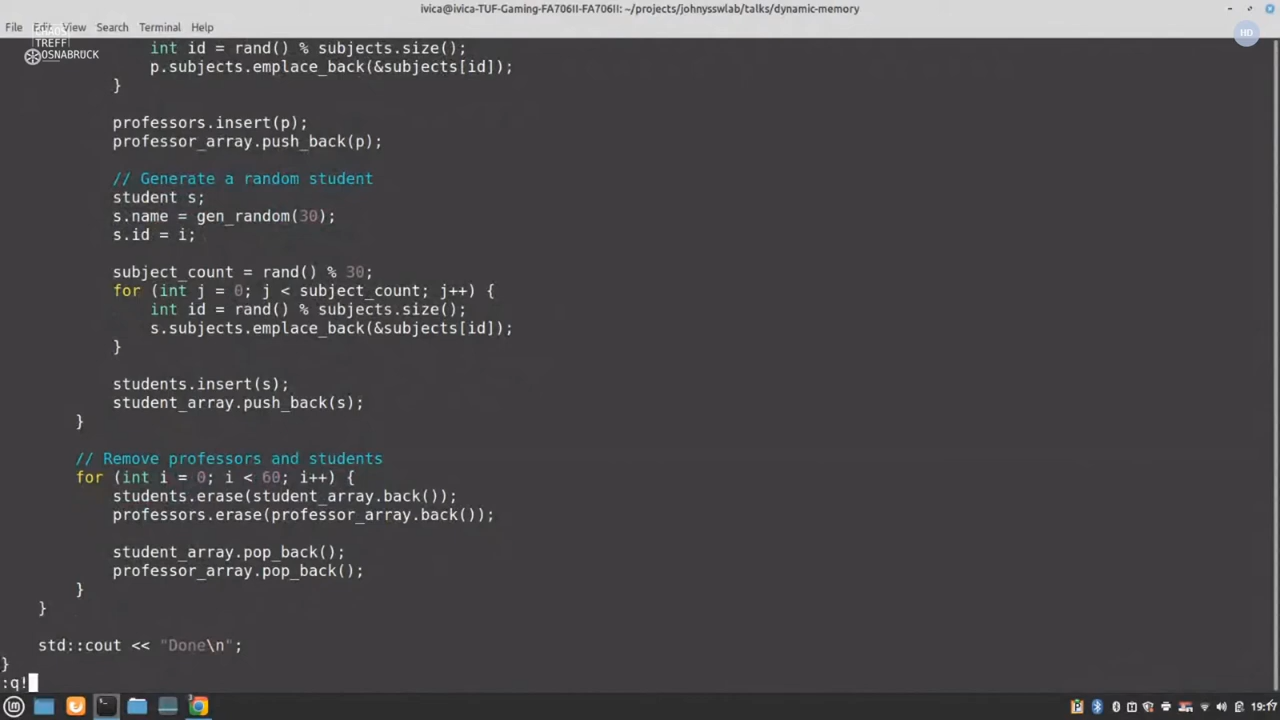 ivica@ivica-TUF-Gaming-FA706II-FA706II: ~/projects/johnysswlab/talks/dynamic-memory
File Edit View Search Terminal Help
TREFF
OSNABRÜCK
HD
int id = rand() % subjects.size();
p.subjects.emplace_back(&subjects[id]);
}
professors.insert(p);
professor_array.push_back(p);
// Generate a random student
student s;
s.name = gen_random(30);
s.id = i;
subject_count = rand() % 30;
for (int j = 0; j < subject_count; j++) {
int id = rand() % subjects.size();
s.subjects.emplace_back(&subjects[id]);
}
students.insert(s);
student_array.push_back(s);
}
// Remove professors and students
for (int i = 0; i < 60; i++) {
students.erase(student_array.back());
professors.erase(professor_array.back());
student_array.pop_back();
professor_array.pop_back();
}
}
std::cout << "Done\n";
}
:q!
3
19:17